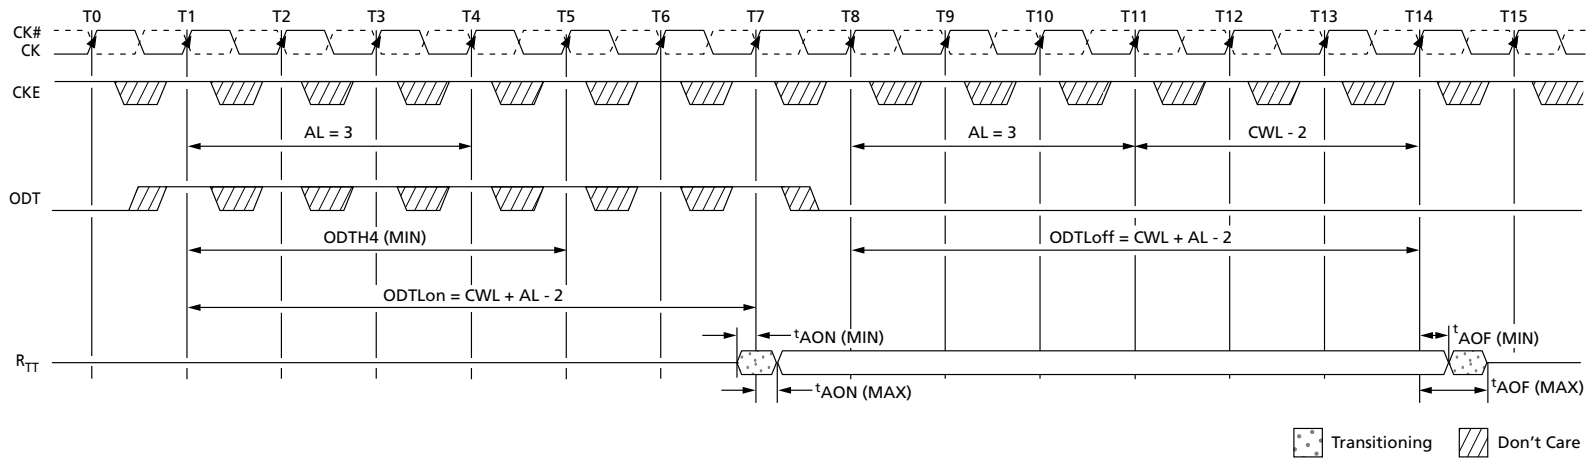 T0 T1 T2 T3 T4 T5 T6 T7 T8 T9 T10 T11 T12 T13 T14 T15
CK#
CK
CKE
AL = 3 AL = 3 CWL - 2
ODT
ODTH4 (MIN) ODTLoff = CWL + AL - 2
ODTLon = CWL + AL - 2
tAON (MIN) tAOF (MIN)
RTT
tAON (MAX) tAOF (MAX)
Transitioning Don't Care